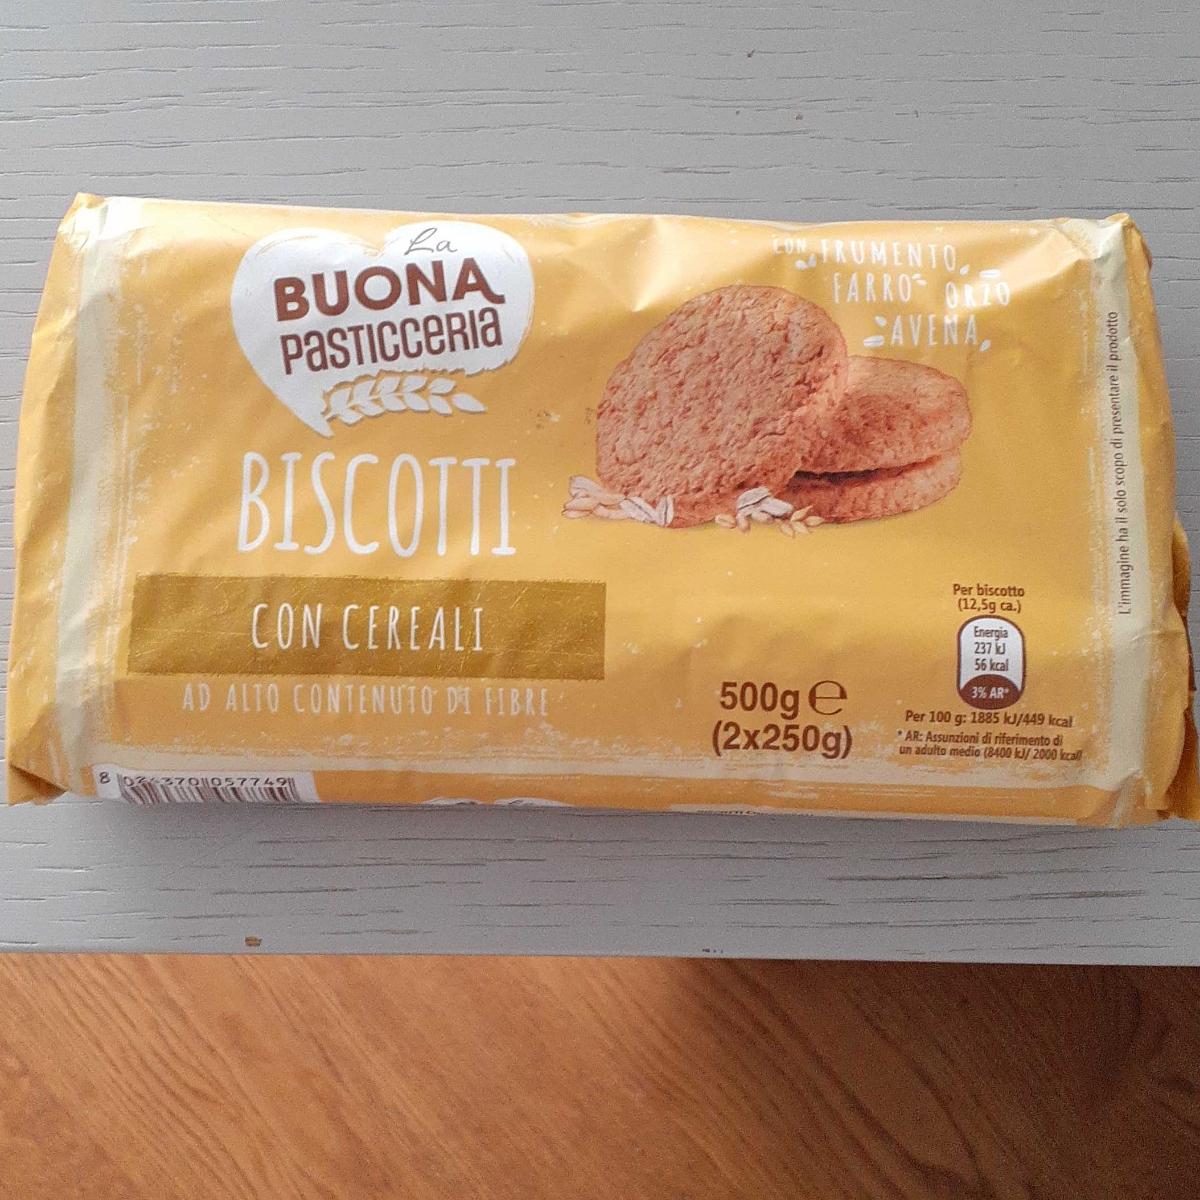 La
BUONA
PASTICCERIA
BISCOTTI
CON CEREALI
AD ALTO CONTENUTO DI FIBRE
CON FRUMENTO
FARRO ORZO
AVENA
L'immagine ha il solo scopo di presentare il prodotto
Per biscotto
(12,5g ca.)
Energia
237 kJ
56 kcal
3% AR*
Per 100 g: 1885 kJ/449 kcal
* AR: Assunzioni di riferimento di
un adulto medio (8400 kJ/ 2000 kcal)
500g e
(2x250g)
8 034370 057749